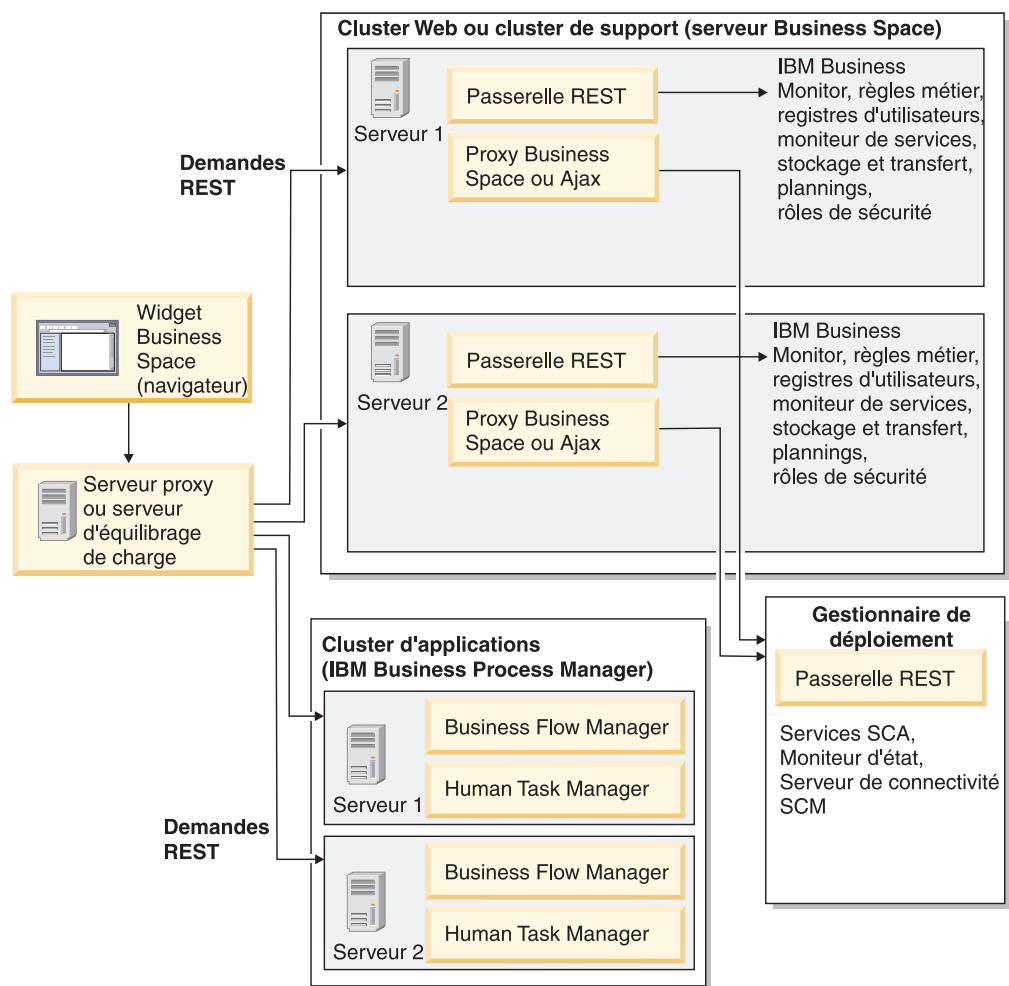 Cluster Web ou cluster de support (serveur Business Space)
Serveur 1
Passerelle REST
Proxy Business
Space ou Ajax
IBM Business
Monitor, règles métier,
registres d'utilisateurs,
moniteur de services,
stockage et transfert,
plannings,
rôles de sécurité
Demandes
REST
Serveur 2
Passerelle REST
Proxy Business
Space ou Ajax
IBM Business
Monitor, règles métier,
registres d'utilisateurs,
moniteur de services,
stockage et transfert,
plannings,
rôles de sécurité
Widget
Business
Space
(navigateur)
Serveur proxy
ou serveur
d'équilibrage
de charge
Cluster d'applications
(IBM Business Process Manager)
Serveur 1
Business Flow Manager
Human Task Manager
Demandes
REST
Serveur 2
Business Flow Manager
Human Task Manager
Gestionnaire de
déploiement
Passerelle REST
Services SCA,
Moniteur d'état,
Serveur de connectivité
SCM